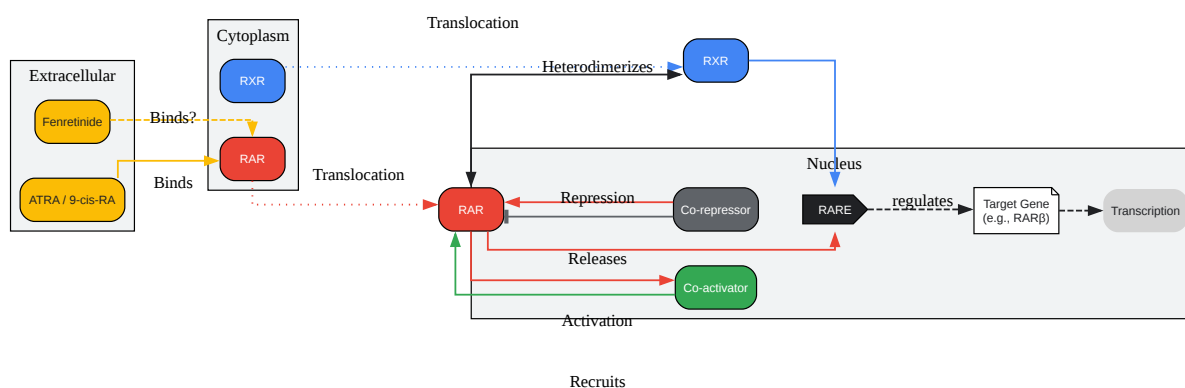 Translocation
Cytoplasm
RXR
RXR
Heterodimerizes
Extracellular
Fenretinide
Binds?
RAR
Nucleus
Translocation
Binds
ATRA / 9-cis-RA
RAR
Repression
Co-repressor
RARE
regulates
Target Gene
(e.g., RARβ)
Transcription
Releases
Co-activator
Activation
Recruits